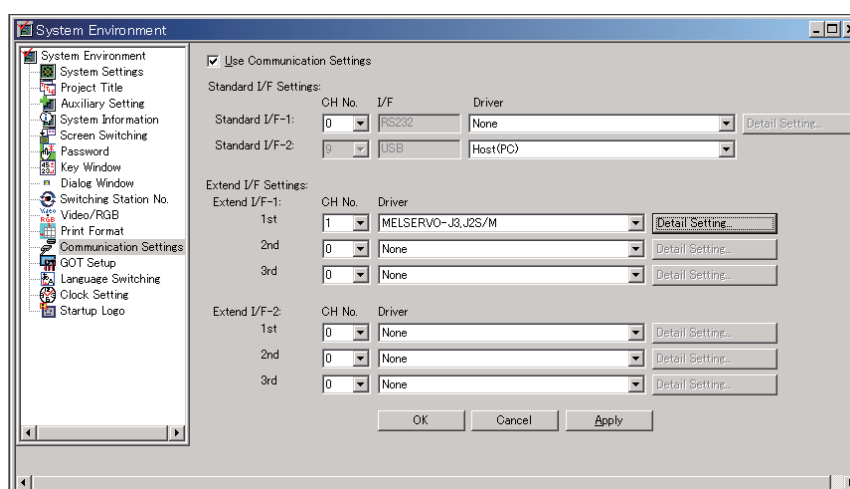 System Environment
System Environment
System Settings
Project Title
Auxiliary Setting
System Information
Screen Switching
Password
Key Window
Dialog Window
Switching Station No.
Video/RGB
Print Format
Communication Settings
GOT Setup
Language Switching
Clock Setting
Startup Logo
Use Communication Settings
Standard I/F Settings:
CH No. I/F Driver
Standard I/F-1: 0 RS232 None Detail Setting...
Standard I/F-2: 9 USB Host(PC)
Extend I/F Settings:
Extend I/F-1: CH No. Driver
1st 1 MELSERVO-J3,J2S/M Detail Setting...
2nd 0 None Detail Setting...
3rd 0 None Detail Setting...
Extend I/F-2: CH No. Driver
1st 0 None Detail Setting...
2nd 0 None Detail Setting...
3rd 0 None Detail Setting...
OK Cancel Apply